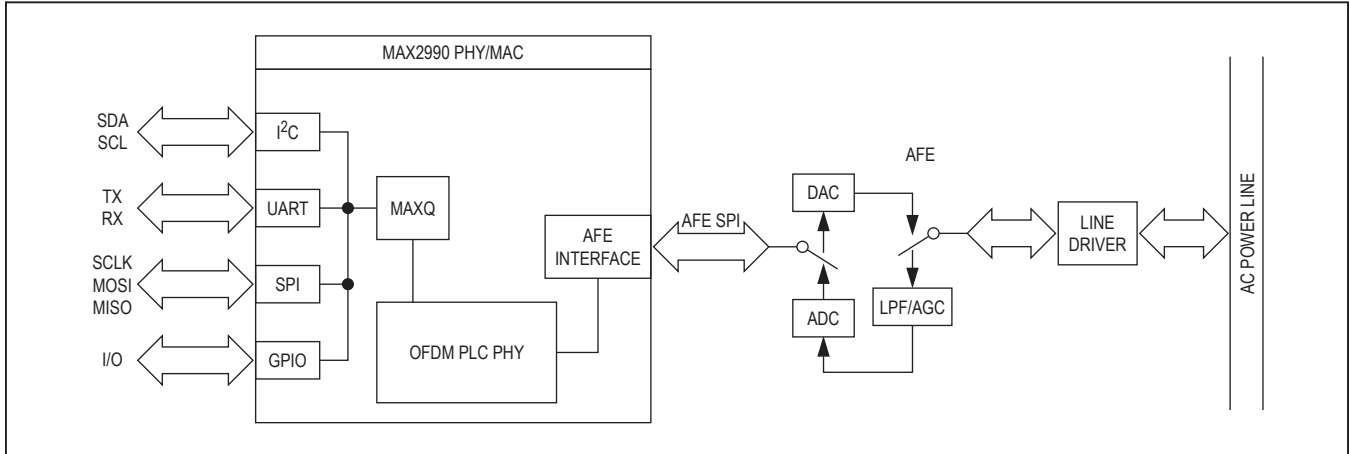 MAX2990 PHY/MAC
SDA
SCL
I²C
TX
RX
UART
MAXQ
SCLK
MOSI
MISO
SPI
I/O
GPIO
OFDM PLC PHY
AFE
INTERFACE
AFE SPI
AFE
DAC
ADC
LPF/AGC
LINE
DRIVER
AC POWER LINE